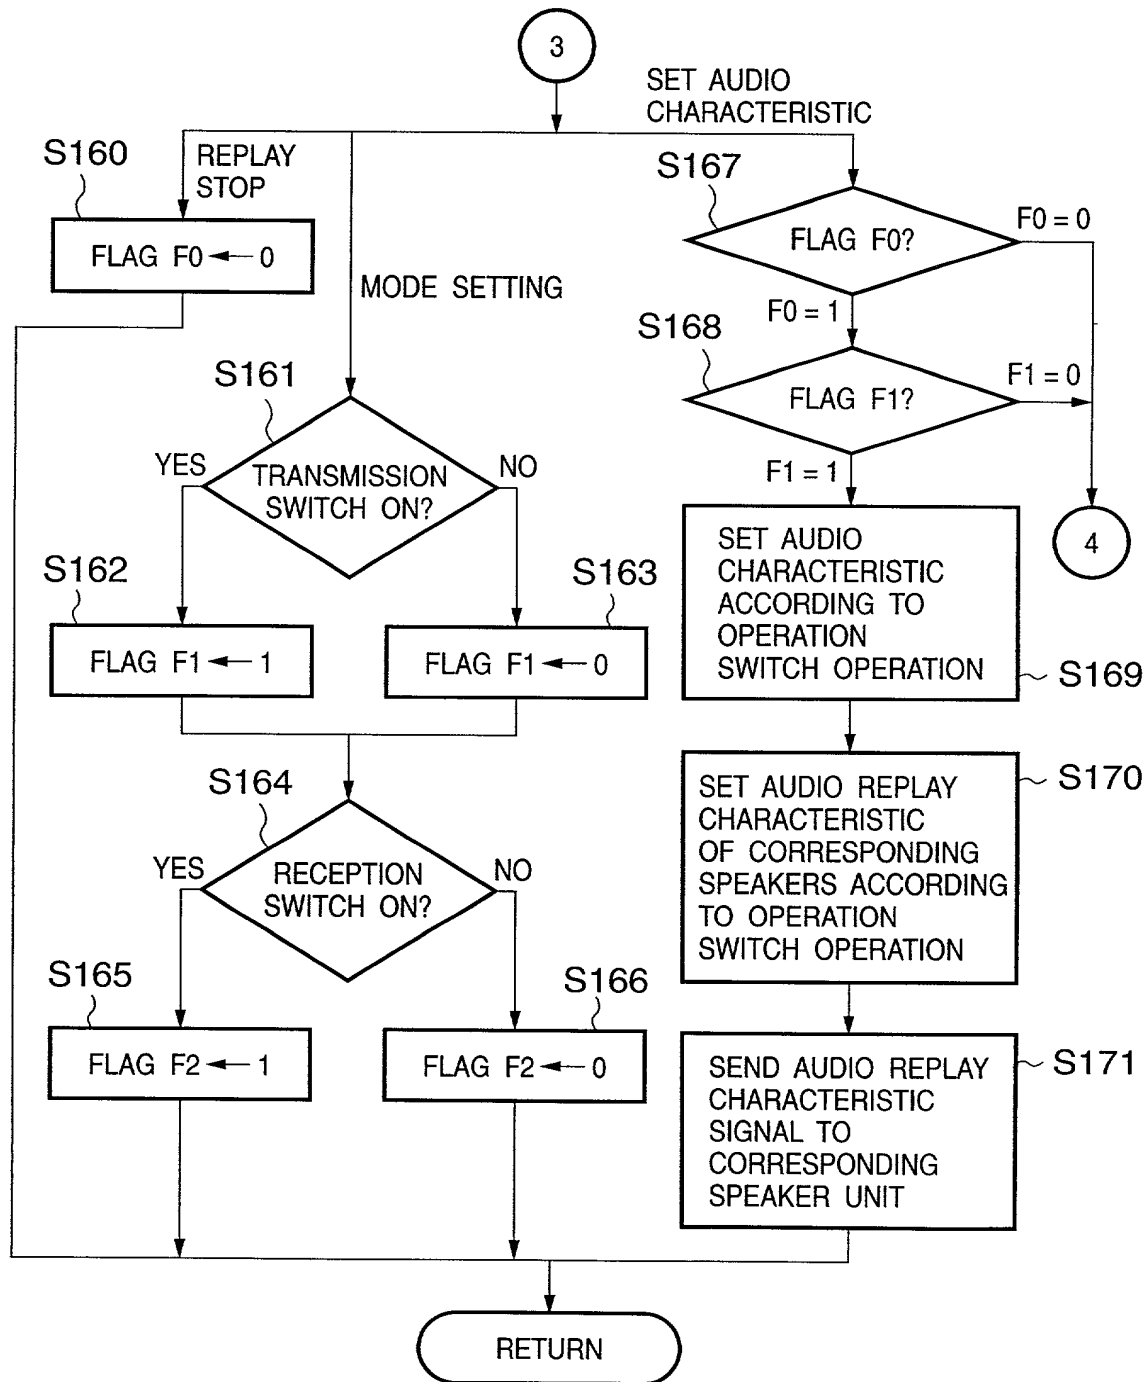 3
SET AUDIO
CHARACTERISTIC
S160
REPLAY
STOP
FLAG F0 ← 0
MODE SETTING
S167
FLAG F0?
F0 = 0
F0 = 1
S168
FLAG F1?
F1 = 0
F1 = 1
4
S161
YES
TRANSMISSION
SWITCH ON?
NO
S162
FLAG F1 ← 1
S163
FLAG F1 ← 0
SET AUDIO
CHARACTERISTIC
ACCORDING TO
OPERATION
SWITCH OPERATION
S169
S164
YES
RECEPTION
SWITCH ON?
NO
SET AUDIO REPLAY
CHARACTERISTIC
OF CORRESPONDING
SPEAKERS ACCORDING
TO OPERATION
SWITCH OPERATION
S170
S165
FLAG F2 ← 1
S166
FLAG F2 ← 0
SEND AUDIO REPLAY
CHARACTERISTIC
SIGNAL TO
CORRESPONDING
SPEAKER UNIT
S171
RETURN